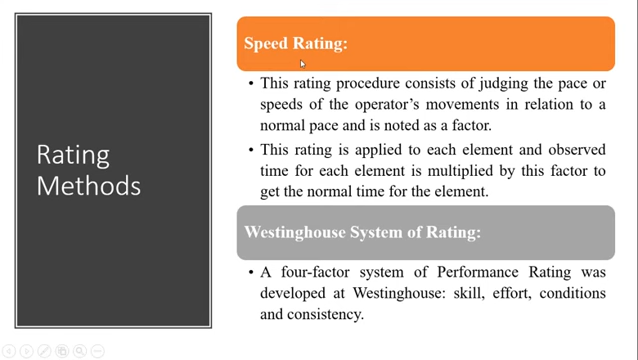 Rating
Methods
Speed Rating:
• This rating procedure consists of judging the pace or
speeds of the operator's movements in relation to a
normal pace and is noted as a factor.
• This rating is applied to each element and observed
time for each element is multiplied by this factor to
get the normal time for the element.
Westinghouse System of Rating:
• A four-factor system of Performance Rating was
developed at Westinghouse: skill, effort, conditions
and consistency.